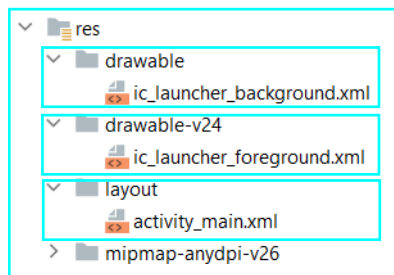 res
drawable
ic_launcher_background.xml
drawable-v24
ic_launcher_foreground.xml
layout
activity_main.xml
mipmap-anydpi-v26